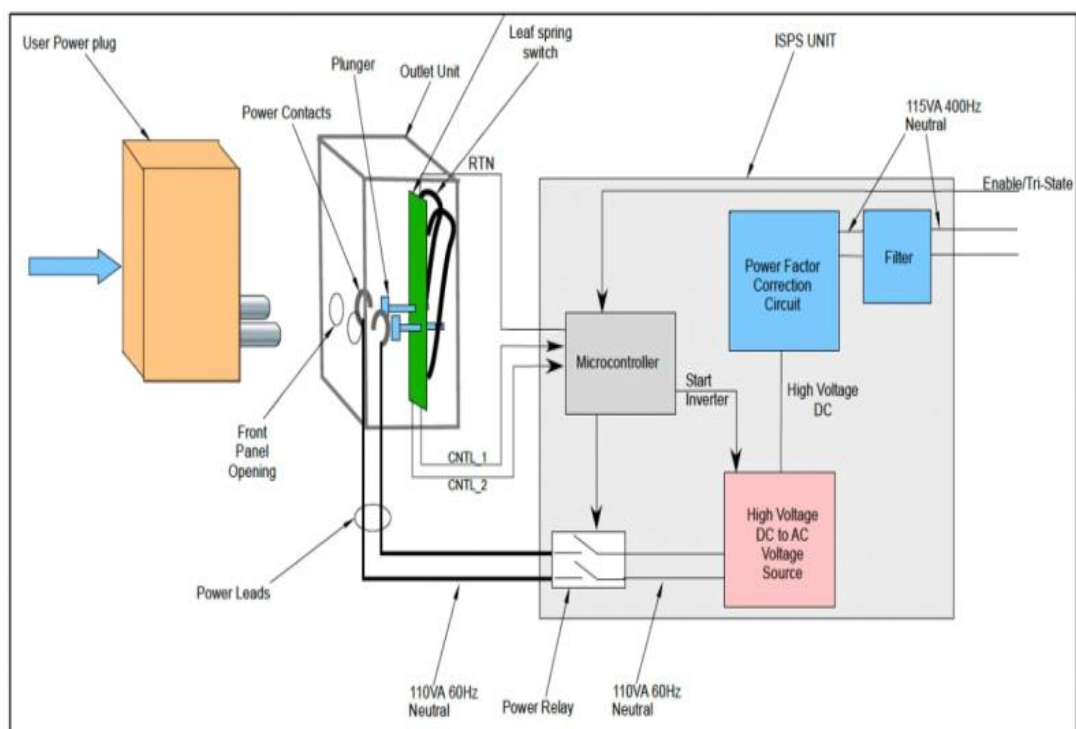 User Power plug
Power Contacts
Plunger
Outlet Unit
Leaf spring
switch
ISPS UNIT
115VA 400Hz
Neutral
RTN
Enable/Tri-State
Power Factor
Correction
Circuit
Filter
Microcontroller
Start
Inverter
High Voltage
DC
Front
Panel
Opening
CNTL_1
CNTL_2
High Voltage
DC to AC
Voltage
Source
Power Leads
110VA 60Hz
Neutral
Power Relay
110VA 60Hz
Neutral